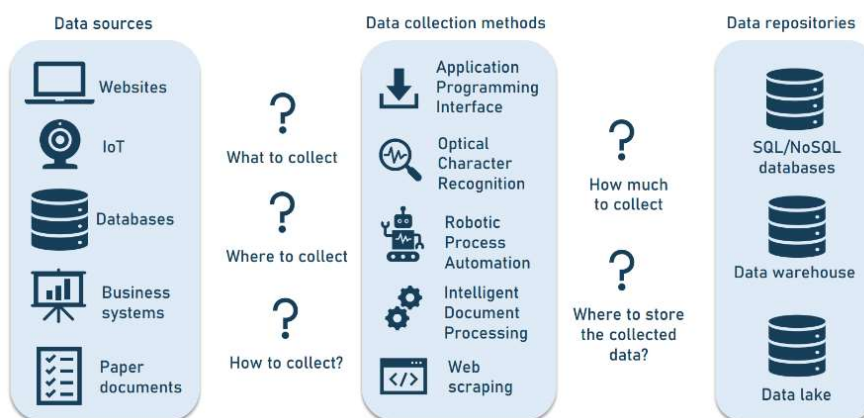 Data sources
Data collection methods
Data repositories
Websites
IoT
Databases
Business
systems
Paper
documents
?
What to collect
?
Where to collect
?
How to collect?
Application
Programming
Interface
Optical
Character
Recognition
Robotic
Process
Automation
Intelligent
Document
Processing
</>
Web
scraping
?
How much
to collect
?
Where to store
the collected
data?
SQL/NoSQL
databases
Data warehouse
Data lake